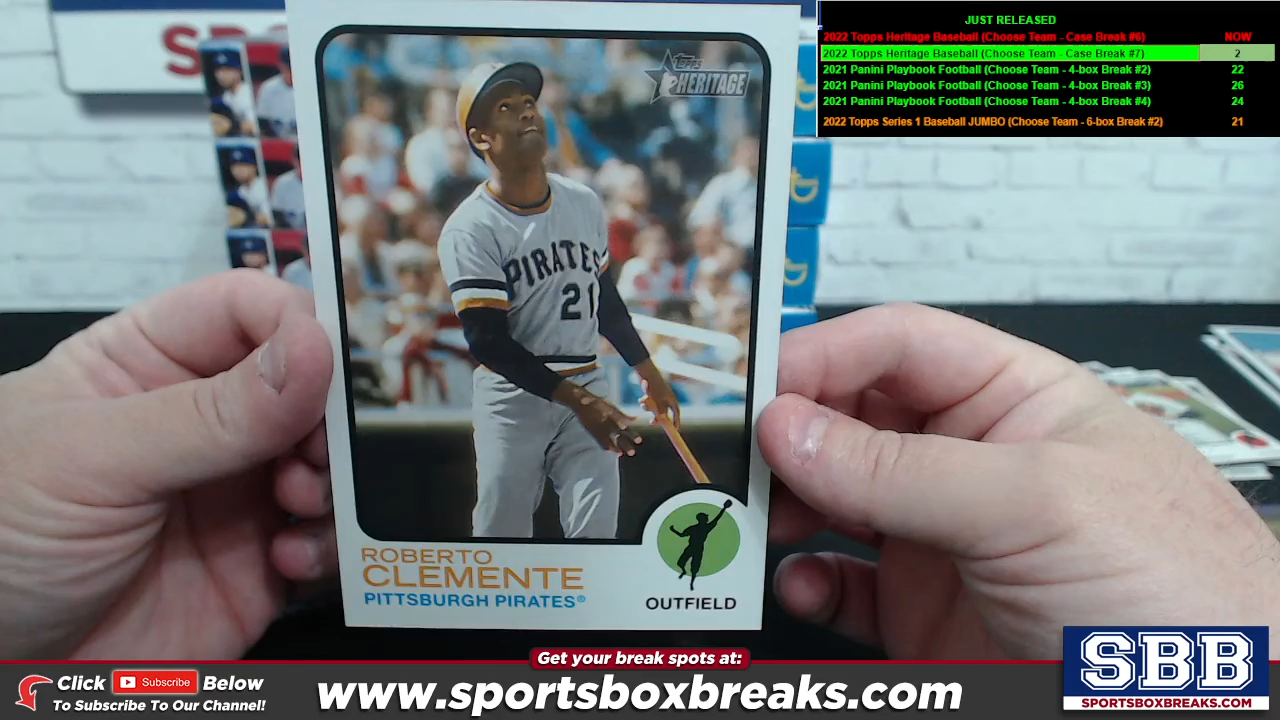 JUST RELEASED
2022 Topps Heritage Baseball (Choose Team - Case Break #6) NOW
2022 Topps Heritage Baseball (Choose Team - Case Break #7) 2
2021 Panini Playbook Football (Choose Team - 4-box Break #2) 22
2021 Panini Playbook Football (Choose Team - 4-box Break #3) 26
2021 Panini Playbook Football (Choose Team - 4-box Break #4) 24
2022 Topps Series 1 Baseball JUMBO (Choose Team - 6-box Break #2) 21
TOPPS
HERITAGE
PIRATES
21
ROBERTO
CLEMENTE
PITTSBURGH PIRATES®
OUTFIELD
Get your break spots at:
Click Subscribe Below
To Subscribe To Our Channel!
www.sportsboxbreaks.com
SBB
SPORTSBOXBREAKS.COM